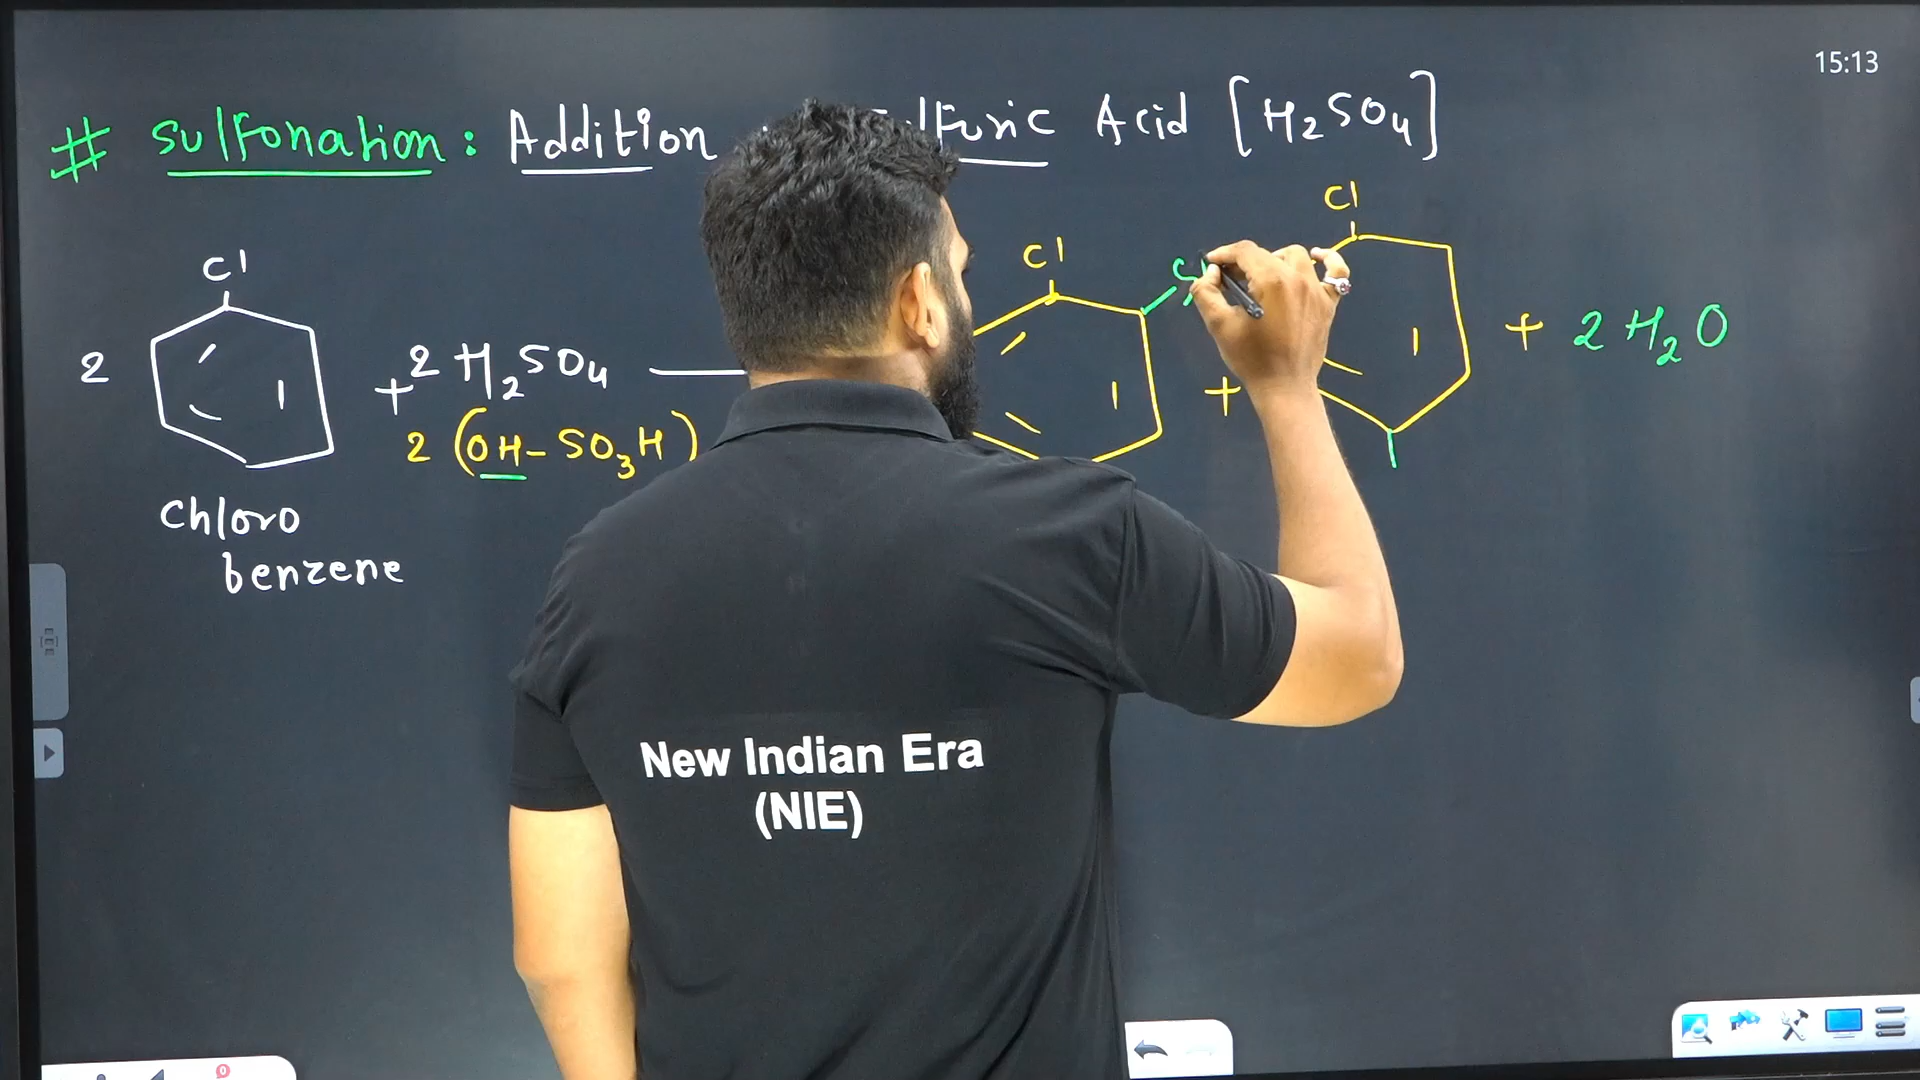 15:13
# Sulfonation: Addition Acid [H2SO4]
Cl Cl Cl
2 + 2 H2SO4 + + 2 H2O
2 (OH-SO3H)
Chloro
benzene
New Indian Era
(NIE)
0